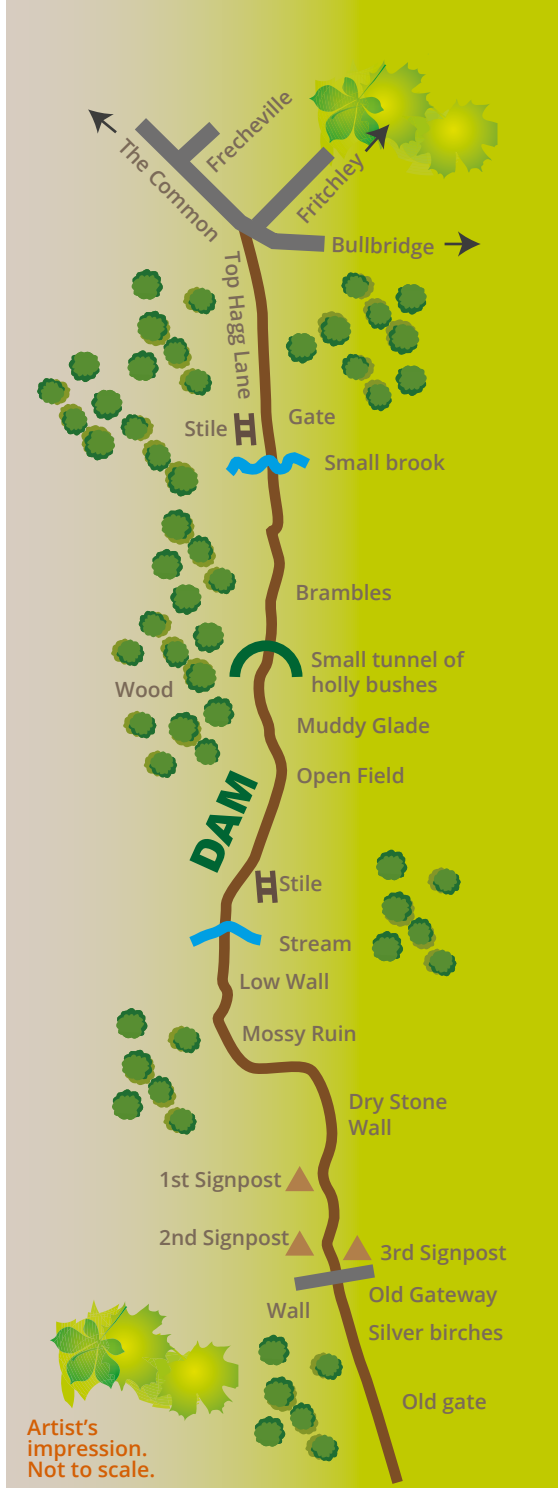 Frecheville
The Common
Fritchley
Bullbridge
Top Hagg Lane
Gate
Stile
Small brook
Brambles
Small tunnel of
holly bushes
Wood
Muddy Glade
Open Field
DAM
Stile
Stream
Low Wall
Mossy Ruin
Dry Stone
Wall
1st Signpost
2nd Signpost
3rd Signpost
Old Gateway
Wall
Silver birches
Old gate
Artist's
impression.
Not to scale.